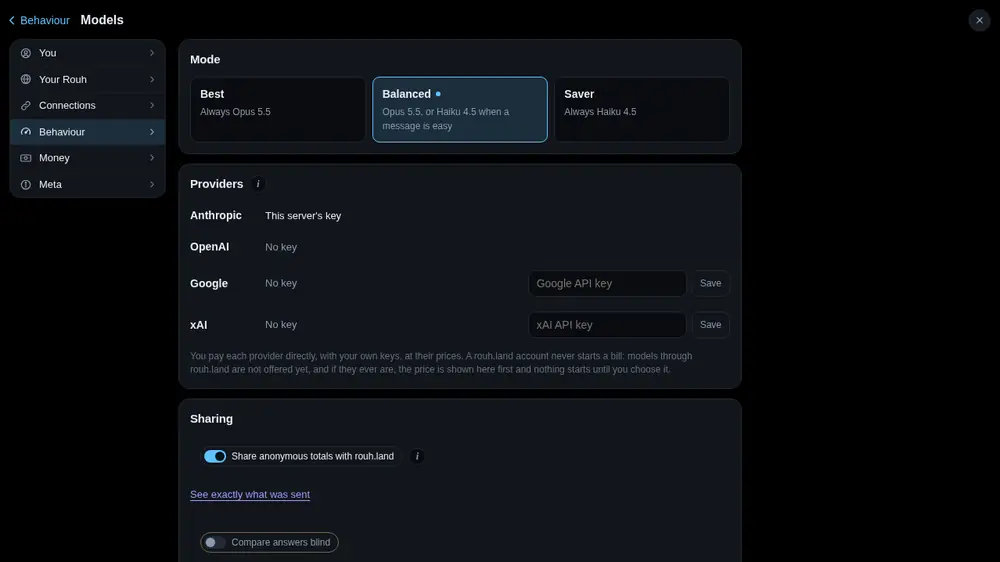 Behaviour Models
You
Your Rouh
Connections
Behaviour
Money
Meta
Mode
Best
Always Opus 5.5
Balanced
Opus 5.5, or Haiku 4.5 when a
message is easy
Saver
Always Haiku 4.5
Providers i
Anthropic This server's key
OpenAI No key
Google No key Google API key Save
xAI No key xAI API key Save
You pay each provider directly, with your own keys, at their prices. A rouh.land account never starts a bill: models through
rouh.land are not offered yet, and if they ever are, the price is shown here first and nothing starts until you choose it.
Sharing
Share anonymous totals with rouh.land i
See exactly what was sent
Compare answers blind